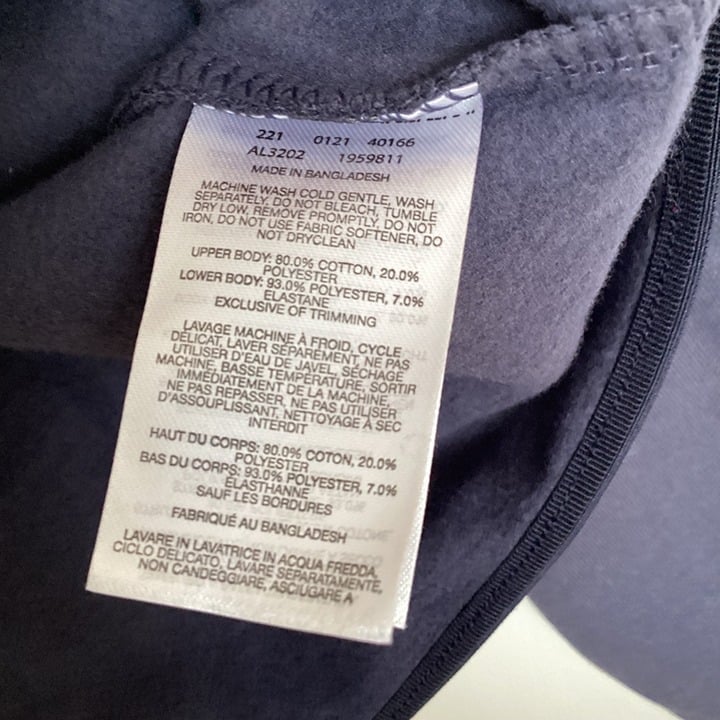 221 0121 40166
AL3202 1959811
MADE IN BANGLADESH
MACHINE WASH COLD GENTLE, WASH
SEPARATELY. DO NOT BLEACH, TUMBLE
DRY LOW. REMOVE PROMPTLY, DO NOT
IRON, DO NOT USE FABRIC SOFTENER, DO
NOT DRYCLEAN
UPPER BODY: 80.0% COTTON, 20.0%
POLYESTER
LOWER BODY: 93.0% POLYESTER, 7.0%
ELASTANE
EXCLUSIVE OF TRIMMING
LAVAGE MACHINE À FROID, CYCLE
DÉLICAT, LAVER SÉPARÉMENT, NE PAS
UTILISER D'EAU DE JAVEL, SÉCHAGE
MACHINE, BASSE TEMPÉRATURE, SORTIR
IMMÉDIATEMENT DE LA MACHINE,
NE PAS REPASSER, NE PAS UTILISER
D'ASSOUPLISSANT, NETTOYAGE À SEC
INTERDIT
HAUT DU CORPS: 80.0% COTON, 20.0%
POLYESTER
BAS DU CORPS: 93.0% POLYESTER, 7.0%
ÉLASTHANNE
SAUF LES BORDURES
FABRIQUÉ AU BANGLADESH
LAVARE IN LAVATRICE IN ACQUA FREDDA,
CICLO DELICATO, LAVARE SEPARATAMENTE,
NON CANDEGGIARE, ASCIUGARE A